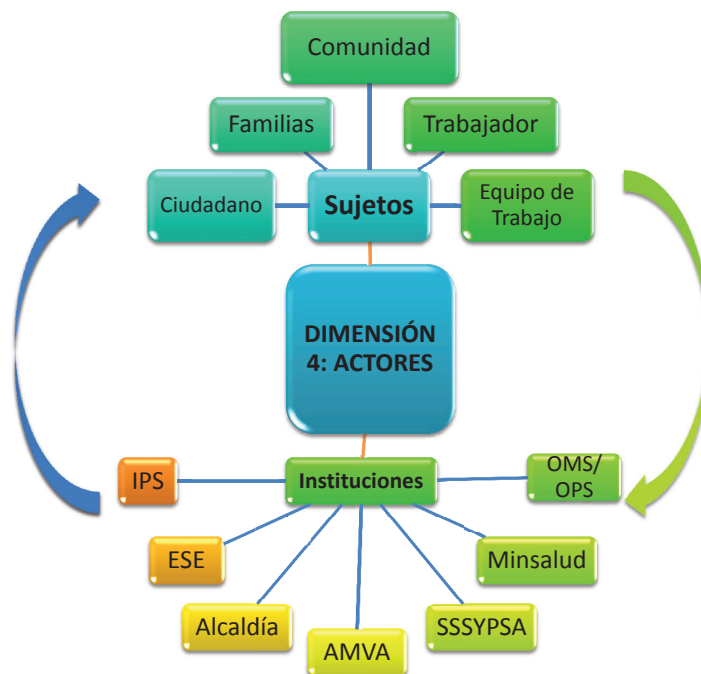 Comunidad
Familias
Trabajador
Ciudadano
Sujetos
Equipo de
Trabajo
DIMENSIÓN
4: ACTORES
IPS
Instituciones
OMS/
OPS
ESE
Minsalud
Alcaldía
SSSYPSA
AMVA